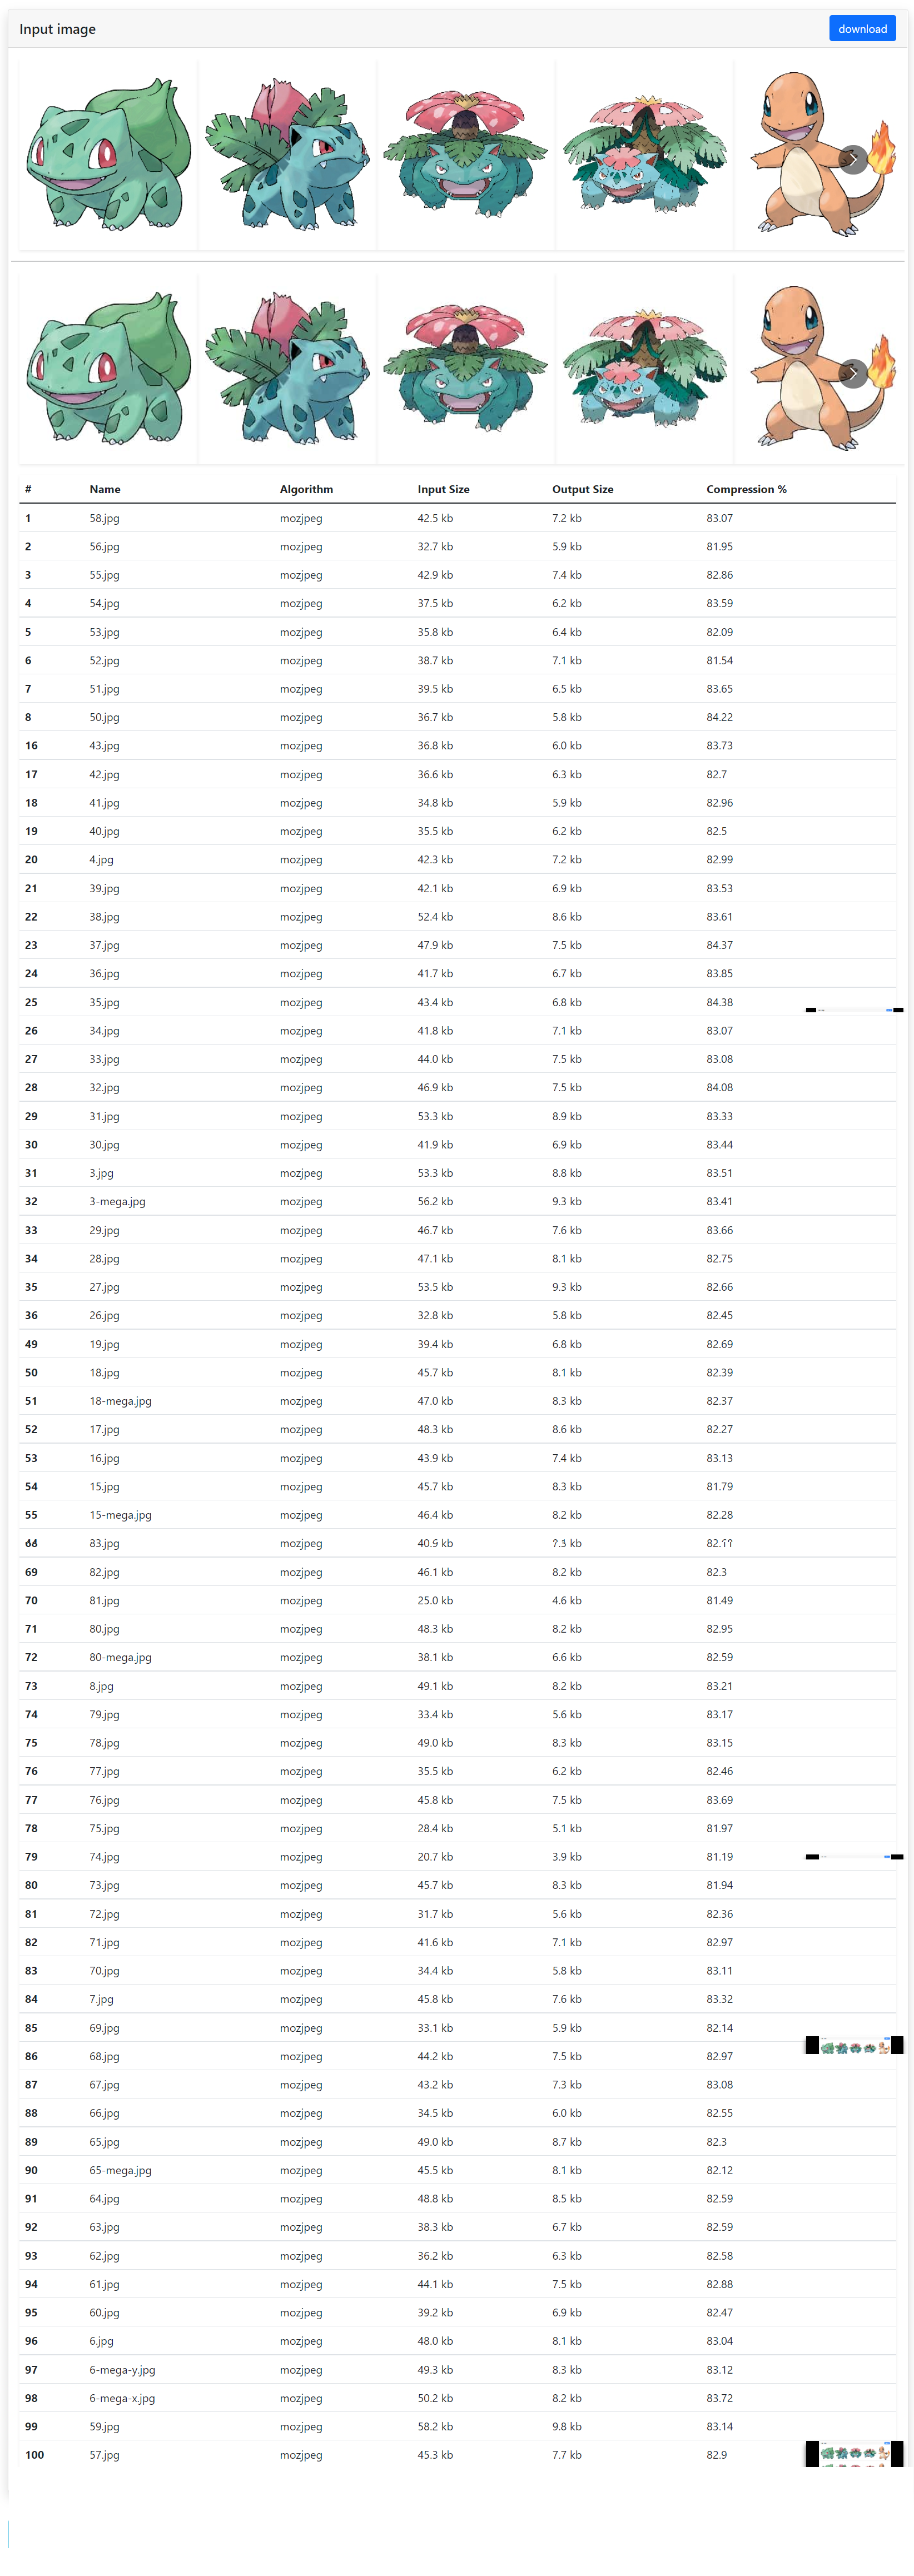 Input image
download
# Name Algorithm Input Size Output Size Compression %
1 58.jpg mozjpeg 42.5 kb 7.2 kb 83.07
2 56.jpg mozjpeg 32.7 kb 5.9 kb 81.95
3 55.jpg mozjpeg 42.9 kb 7.4 kb 82.86
4 54.jpg mozjpeg 37.5 kb 6.2 kb 83.59
5 53.jpg mozjpeg 35.8 kb 6.4 kb 82.09
6 52.jpg mozjpeg 38.7 kb 7.1 kb 81.54
7 51.jpg mozjpeg 39.5 kb 6.5 kb 83.65
8 50.jpg mozjpeg 36.7 kb 5.8 kb 84.22
16 43.jpg mozjpeg 36.8 kb 6.0 kb 83.73
17 42.jpg mozjpeg 36.6 kb 6.3 kb 82.7
18 41.jpg mozjpeg 34.8 kb 5.9 kb 82.96
19 40.jpg mozjpeg 35.5 kb 6.2 kb 82.5
20 4.jpg mozjpeg 42.3 kb 7.2 kb 82.99
21 39.jpg mozjpeg 42.1 kb 6.9 kb 83.53
22 38.jpg mozjpeg 52.4 kb 8.6 kb 83.61
23 37.jpg mozjpeg 47.9 kb 7.5 kb 84.37
24 36.jpg mozjpeg 41.7 kb 6.7 kb 83.85
25 35.jpg mozjpeg 43.4 kb 6.8 kb 84.38
26 34.jpg mozjpeg 41.8 kb 7.1 kb 83.07
27 33.jpg mozjpeg 44.0 kb 7.5 kb 83.08
28 32.jpg mozjpeg 46.9 kb 7.5 kb 84.08
29 31.jpg mozjpeg 53.3 kb 8.9 kb 83.33
30 30.jpg mozjpeg 41.9 kb 6.9 kb 83.44
31 3.jpg mozjpeg 53.3 kb 8.8 kb 83.51
32 3-mega.jpg mozjpeg 56.2 kb 9.3 kb 83.41
33 29.jpg mozjpeg 46.7 kb 7.6 kb 83.66
34 28.jpg mozjpeg 47.1 kb 8.1 kb 82.75
35 27.jpg mozjpeg 53.5 kb 9.3 kb 82.66
36 26.jpg mozjpeg 32.8 kb 5.8 kb 82.45
49 19.jpg mozjpeg 39.4 kb 6.8 kb 82.69
50 18.jpg mozjpeg 45.7 kb 8.1 kb 82.39
51 18-mega.jpg mozjpeg 47.0 kb 8.3 kb 82.37
52 17.jpg mozjpeg 48.3 kb 8.6 kb 82.27
53 16.jpg mozjpeg 43.9 kb 7.4 kb 83.13
54 15.jpg mozjpeg 45.7 kb 8.3 kb 81.79
55 15-mega.jpg mozjpeg 46.4 kb 8.2 kb 82.28
83.jpg mozjpeg kb kb
69 82.jpg mozjpeg 46.1 kb 8.2 kb 82.3
70 81.jpg mozjpeg 25.0 kb 4.6 kb 81.49
71 80.jpg mozjpeg 48.3 kb 8.2 kb 82.95
72 80-mega.jpg mozjpeg 38.1 kb 6.6 kb 82.59
73 8.jpg mozjpeg 49.1 kb 8.2 kb 83.21
74 79.jpg mozjpeg 33.4 kb 5.6 kb 83.17
75 78.jpg mozjpeg 49.0 kb 8.3 kb 83.15
76 77.jpg mozjpeg 35.5 kb 6.2 kb 82.46
77 76.jpg mozjpeg 45.8 kb 7.5 kb 83.69
78 75.jpg mozjpeg 28.4 kb 5.1 kb 81.97
79 74.jpg mozjpeg 20.7 kb 3.9 kb 81.19
80 73.jpg mozjpeg 45.7 kb 8.3 kb 81.94
81 72.jpg mozjpeg 31.7 kb 5.6 kb 82.36
82 71.jpg mozjpeg 41.6 kb 7.1 kb 82.97
83 70.jpg mozjpeg 34.4 kb 5.8 kb 83.11
84 7.jpg mozjpeg 45.8 kb 7.6 kb 83.32
85 69.jpg mozjpeg 33.1 kb 5.9 kb 82.14
86 68.jpg mozjpeg 44.2 kb 7.5 kb 82.97
87 67.jpg mozjpeg 43.2 kb 7.3 kb 83.08
88 66.jpg mozjpeg 34.5 kb 6.0 kb 82.55
89 65.jpg mozjpeg 49.0 kb 8.7 kb 82.3
90 65-mega.jpg mozjpeg 45.5 kb 8.1 kb 82.12
91 64.jpg mozjpeg 48.8 kb 8.5 kb 82.59
92 63.jpg mozjpeg 38.3 kb 6.7 kb 82.59
93 62.jpg mozjpeg 36.2 kb 6.3 kb 82.58
94 61.jpg mozjpeg 44.1 kb 7.5 kb 82.88
95 60.jpg mozjpeg 39.2 kb 6.9 kb 82.47
96 6.jpg mozjpeg 48.0 kb 8.1 kb 83.04
97 6-mega-y.jpg mozjpeg 49.3 kb 8.3 kb 83.12
98 6-mega-x.jpg mozjpeg 50.2 kb 8.2 kb 83.72
99 59.jpg mozjpeg 58.2 kb 9.8 kb 83.14
100 57.jpg mozjpeg 45.3 kb 7.7 kb 82.9